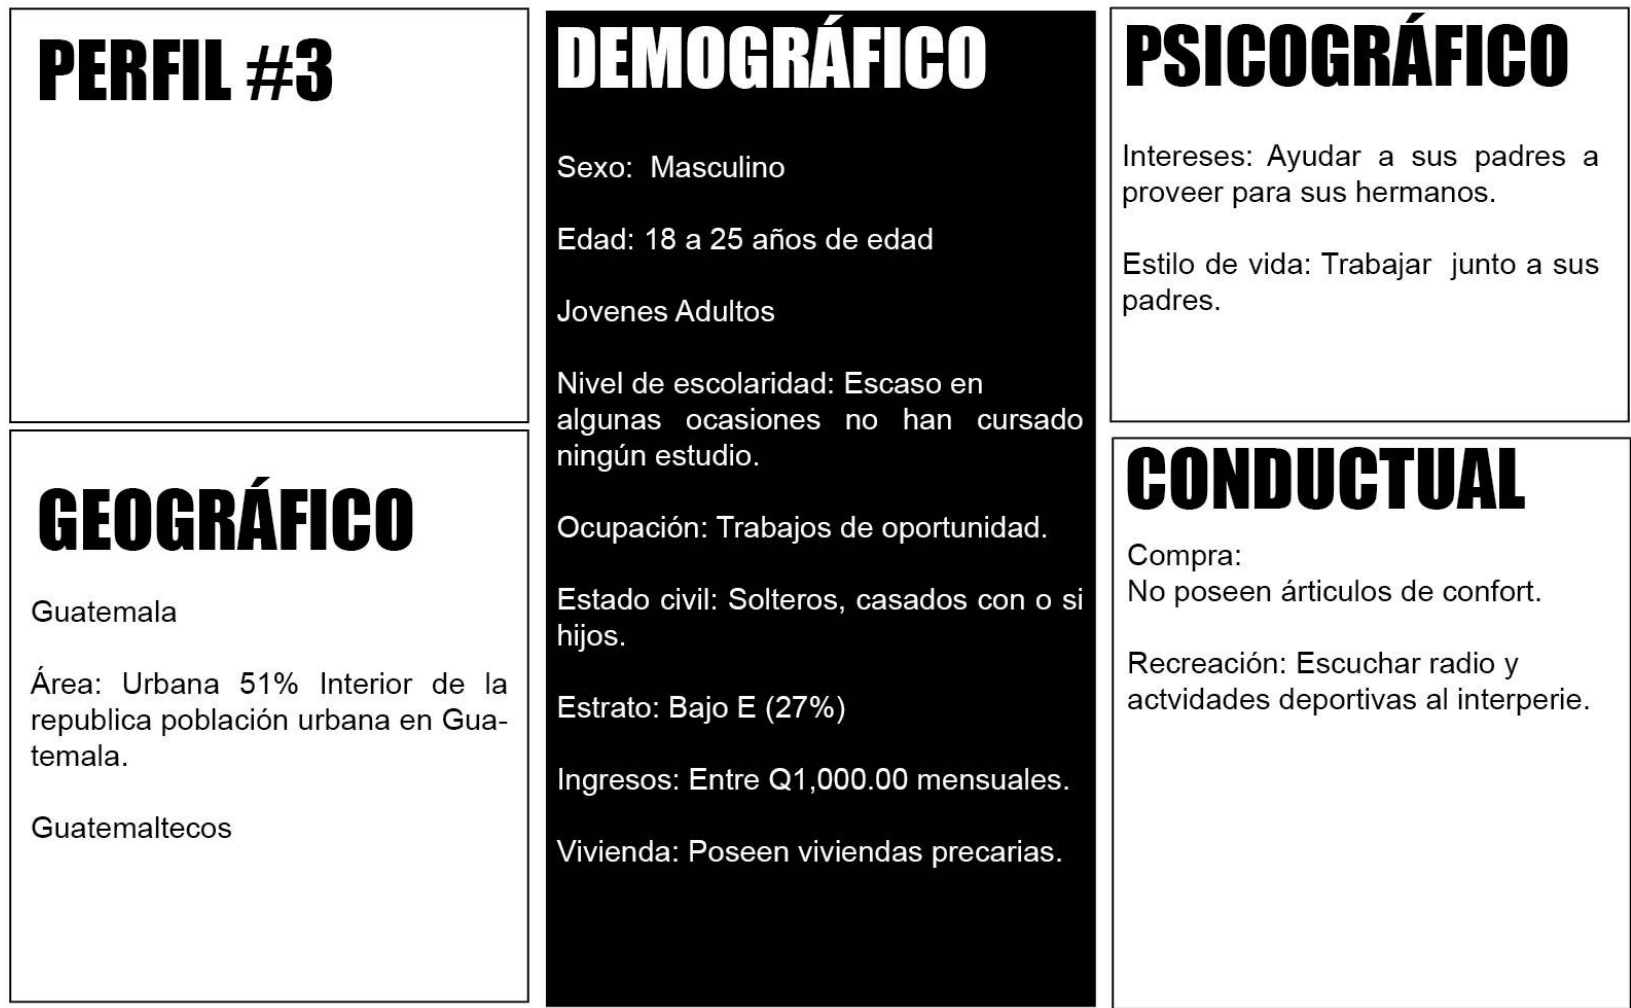 PERFIL #3
GEOGRÁFICO
Guatemala
Área: Urbana 51% Interior de la
republica población urbana en Gua-
temala.
Guatemaltecos
DEMOGRÁFICO
Sexo: Masculino
Edad: 18 a 25 años de edad
Jovenes Adultos
Nivel de escolaridad: Escaso en
algunas ocasiones no han cursado
ningún estudio.
Ocupación: Trabajos de oportunidad.
Estado civil: Solteros, casados con o si
hijos.
Estrato: Bajo E (27%)
Ingresos: Entre Q1,000.00 mensuales.
Vivienda: Poseen viviendas precarias.
PSICOGRÁFICO
Intereses: Ayudar a sus padres a
proveer para sus hermanos.
Estilo de vida: Trabajar junto a sus
padres.
CONDUCTUAL
Compra:
No poseen árticulos de confort.
Recreación: Escuchar radio y
actvidades deportivas al interperie.